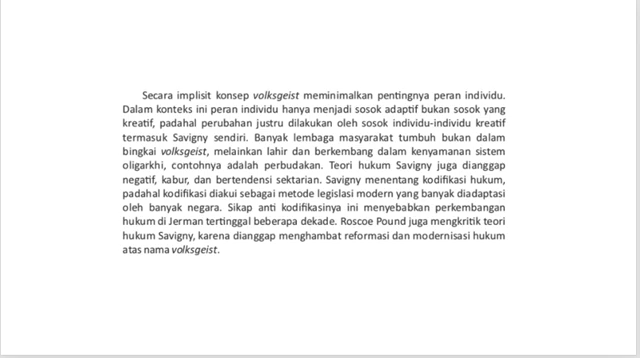 Secara implisit konsep volksgeist meminimalkan pentingnya peran individu.
Dalam konteks ini peran individu hanya menjadi sosok adaptif bukan sosok yang
kreatif, padahal perubahan justru dilakukan oleh sosok individu-individu kreatif
termasuk Savigny sendiri. Banyak lembaga masyarakat tumbuh bukan dalam
bingkai volksgeist, melainkan lahir dan berkembang dalam kenyamanan sistem
oligarkhi, contohnya adalah perbudakan. Teori hukum Savigny juga dianggap
negatif, kabur, dan bertendensi sektarian. Savigny menentang kodifikasi hukum,
padahal kodifikasi diakui sebagai metode legislasi modern yang banyak diadaptasi
oleh banyak negara. Sikap anti kodifikasinya ini menyebabkan perkembangan
hukum di Jerman tertinggal beberapa dekade. Roscoe Pound juga mengkritik teori
hukum Savigny, karena dianggap menghambat reformasi dan modernisasi hukum
atas nama volksgeist.